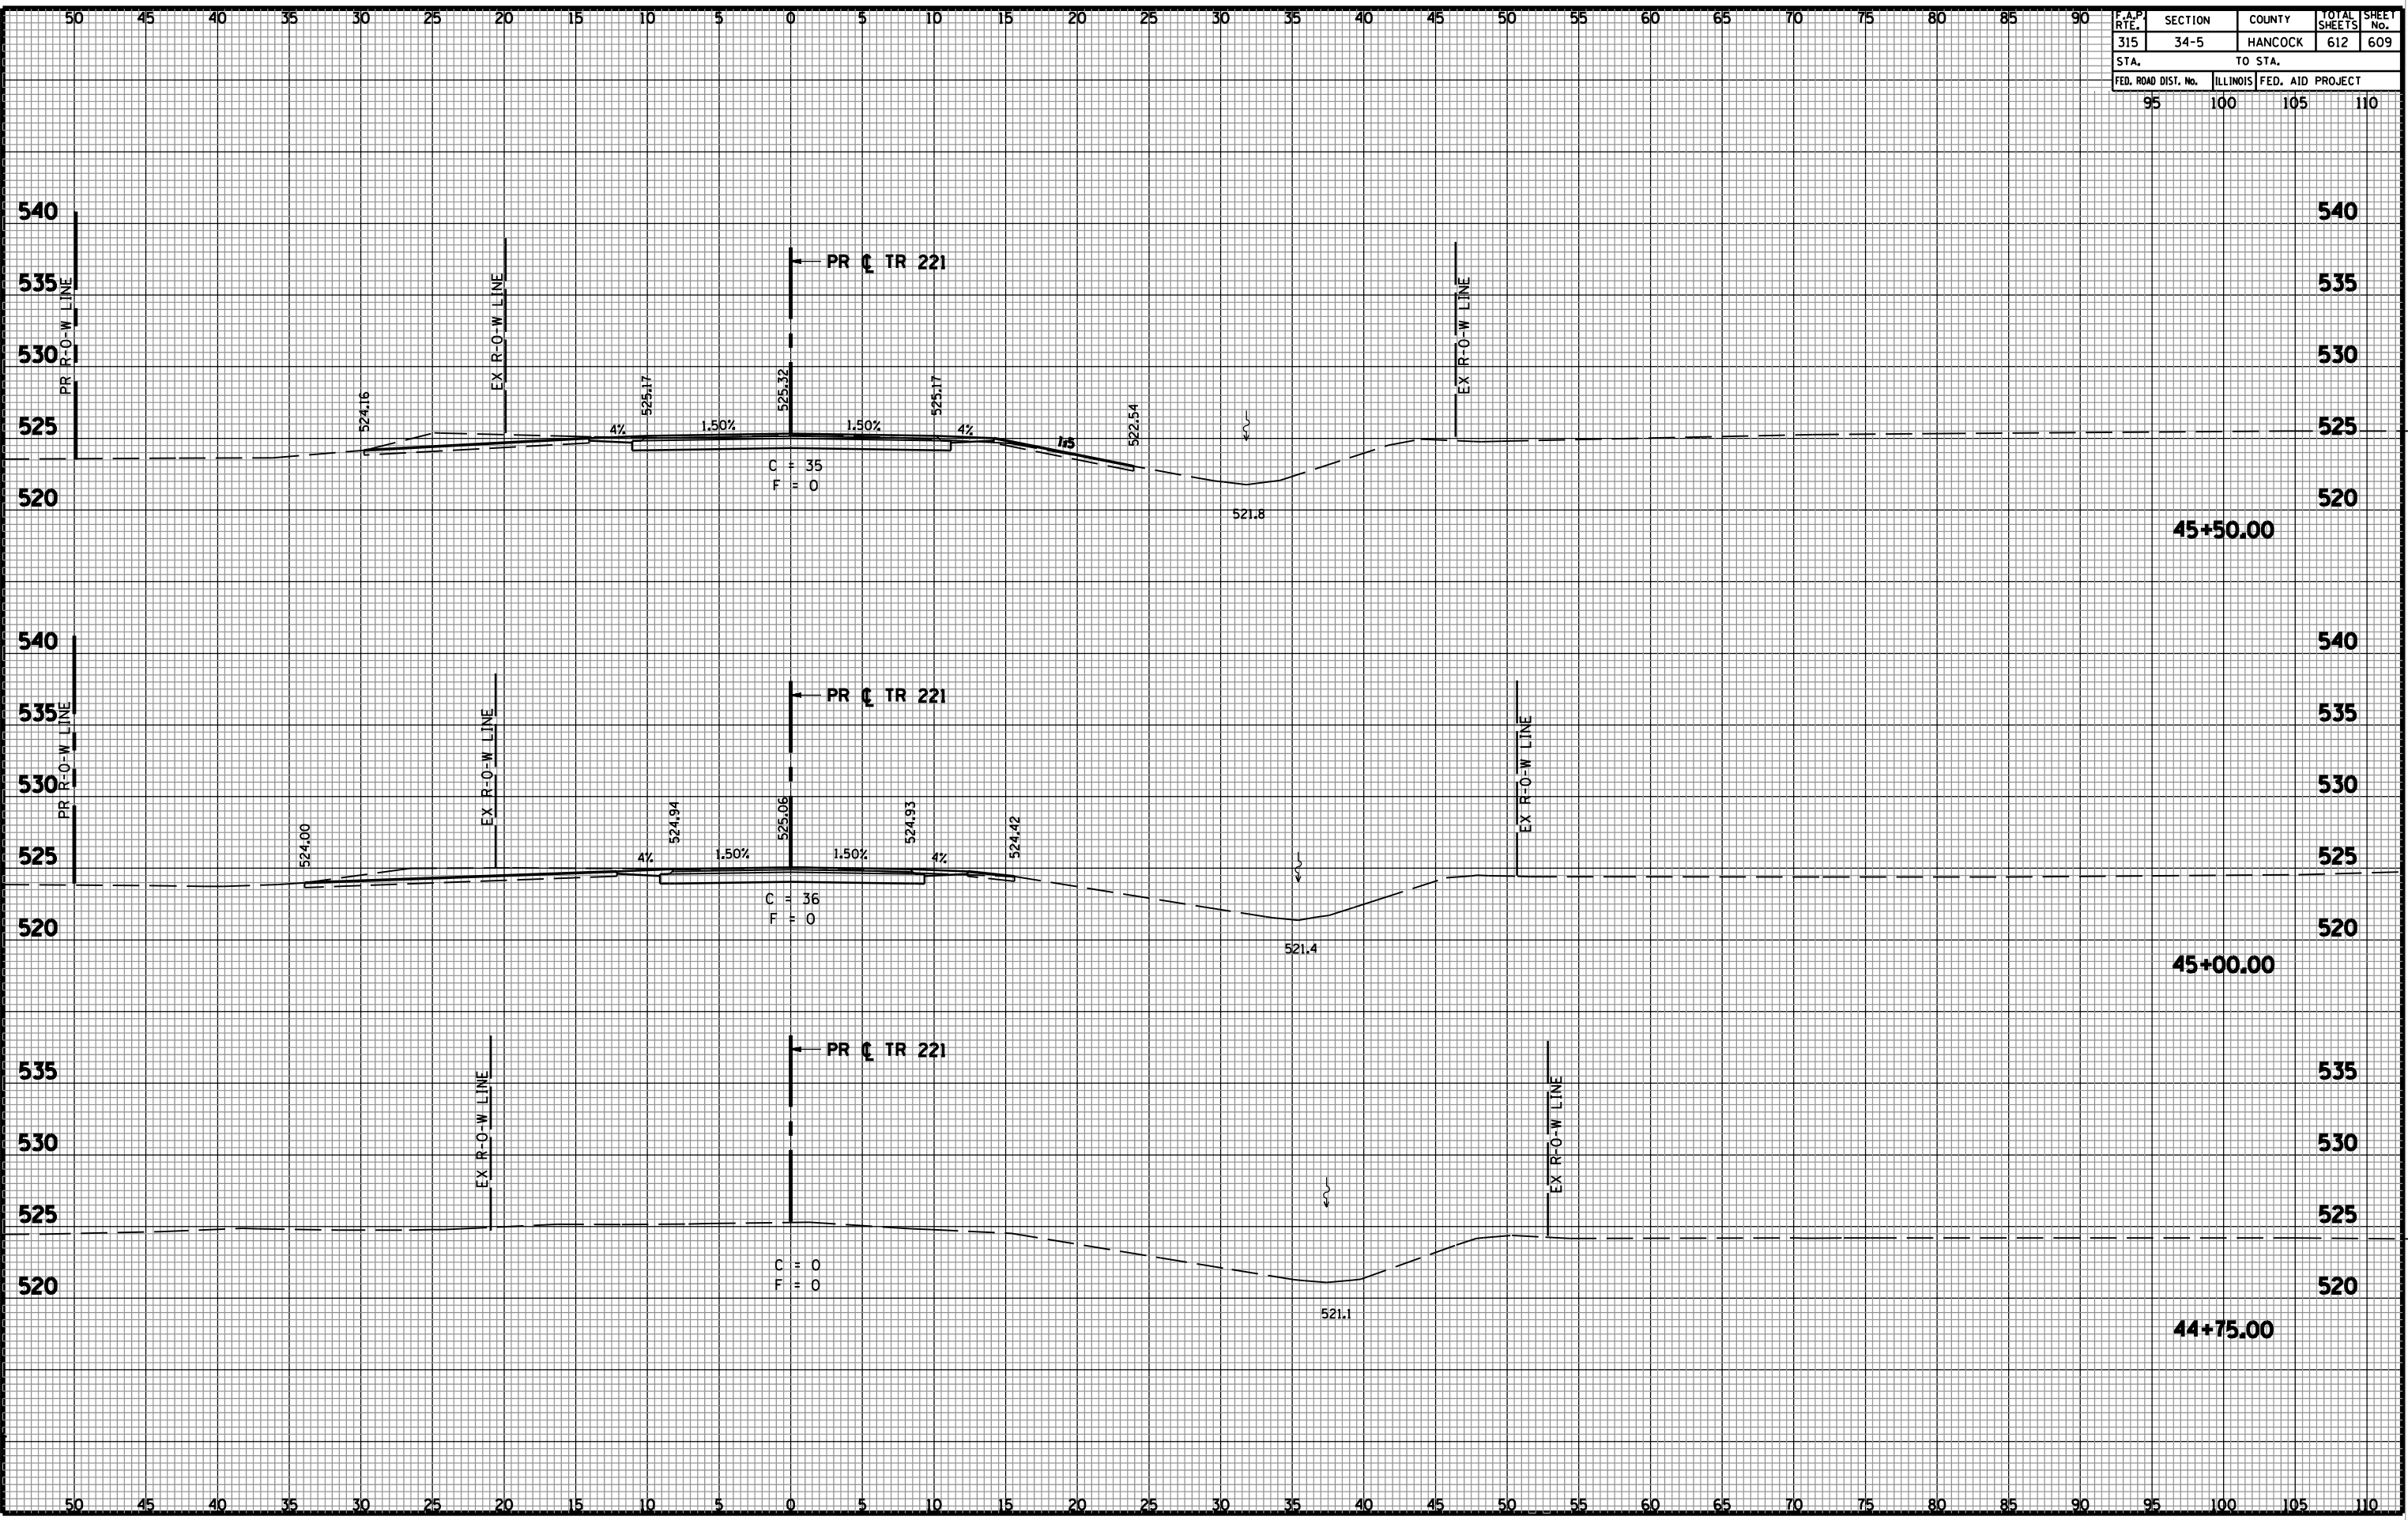 50 45 40 35 30 25 20 15 10 5 0 5 10 15 20 25 30 35 40 45 50 55 60 65 70 75 80 85 90
F.A.P. RTE. SECTION COUNTY TOTAL SHEETS SHEET No.
315 34-5 HANCOCK 612 609
STA. TO STA.
FED. ROAD DIST. No. ILLINOIS FED. AID PROJECT
95 100 105 110
540 540
PR ℄ TR 221
535 535
PR R-O-W LINE
EX R-O-W LINE
EX R-O-W LINE
530 530
524.16 525.17 525.32 525.17 522.54
525 4% 1.50% 1.50% 4% 1:5 525
C = 35
F = 0
520 520
521.8
45+50.00
540 540
PR ℄ TR 221
535 535
PR R-O-W LINE
EX R-O-W LINE
EX R-O-W LINE
530 530
524.00 524.94 525.06 524.93 524.42
525 4% 1.50% 1.50% 4% 525
C = 36
F = 0
520 520
521.4
45+00.00
PR ℄ TR 221
535 535
EX R-O-W LINE
EX R-O-W LINE
530 530
525 525
C = 0
F = 0
520 520
521.1
44+75.00
50 45 40 35 30 25 20 15 10 5 0 5 10 15 20 25 30 35 40 45 50 55 60 65 70 75 80 85 90 95 100 105 110